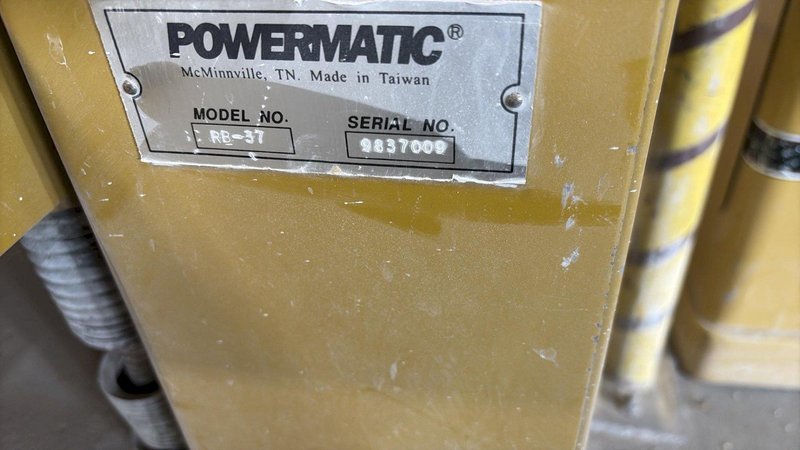 POWERMATIC®
McMinnville, TN. Made in Taiwan
MODEL NO.
RB-37
SERIAL NO.
9837009